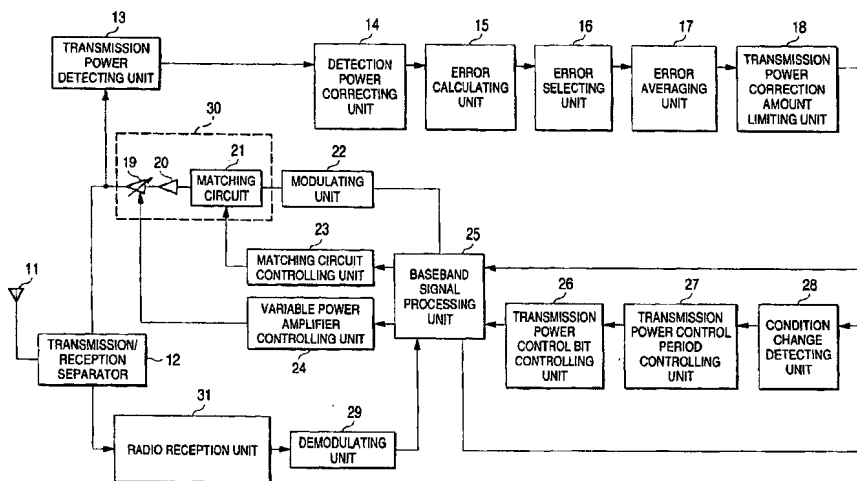 13
TRANSMISSION
POWER
DETECTING UNIT
14
DETECTION
POWER
CORRECTING
UNIT
15
ERROR
CALCULATING
UNIT
16
ERROR
SELECTING
UNIT
17
ERROR
AVERAGING
UNIT
18
TRANSMISSION
POWER
CORRECTION
AMOUNT
LIMITING UNIT
30
19
20
21
MATCHING
CIRCUIT
22
MODULATING
UNIT
23
MATCHING CIRCUIT
CONTROLLING UNIT
VARIABLE POWER
AMPLIFIER
CONTROLLING UNIT
24
25
BASEBAND
SIGNAL
PROCESSING
UNIT
26
TRANSMISSION
POWER
CONTROL BIT
CONTROLLING
UNIT
27
TRANSMISSION
POWER CONTROL
PERIOD
CONTROLLING
UNIT
28
CONDITION
CHANGE
DETECTING
UNIT
11
TRANSMISSION/
RECEPTION
SEPARATOR
12
31
RADIO RECEPTION UNIT
29
DEMODULATING
UNIT